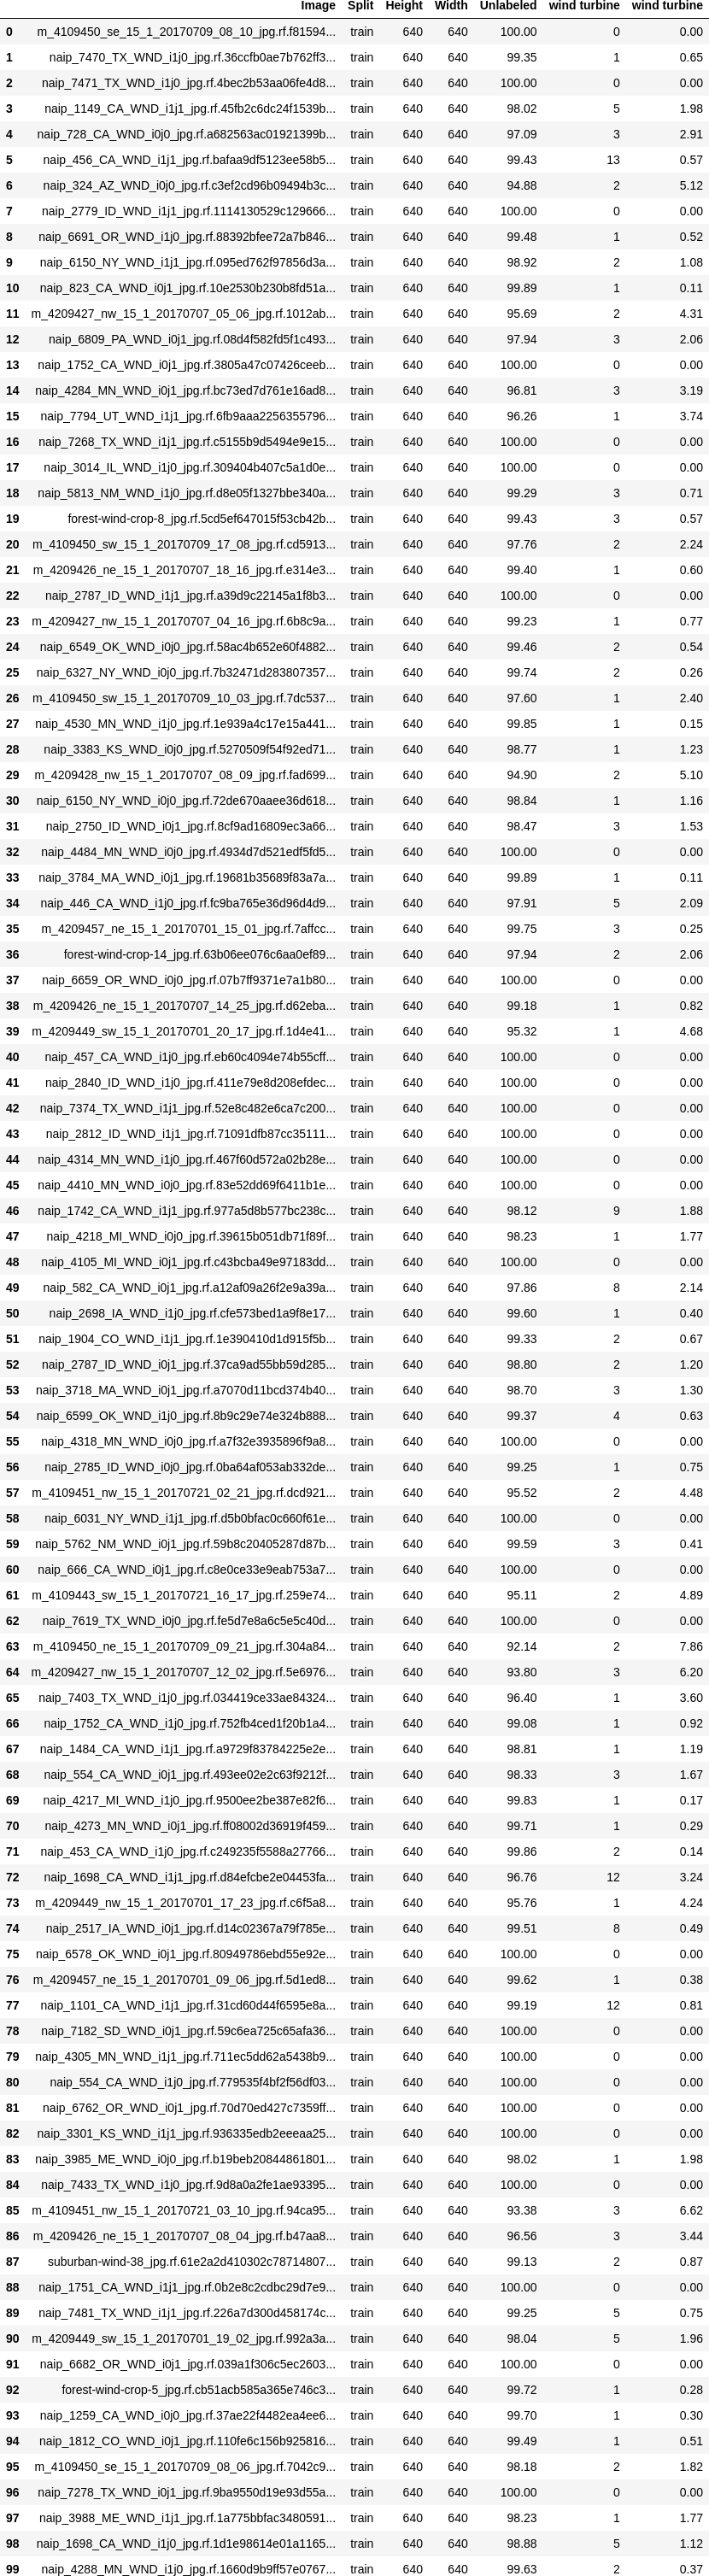 Image Split Height Width Unlabeled wind turbine wind turbine
0 m_4109450_se_15_1_20170709_08_10_jpg.rf.f81594... train 640 640 100.00 0 0.00
1 naip_7470_TX_WND_i1j0_jpg.rf.36ccfb0ae7b762ff3... train 640 640 99.35 1 0.65
2 naip_7471_TX_WND_i1j0_jpg.rf.4bec2b53aa06fe4d8... train 640 640 100.00 0 0.00
3 naip_1149_CA_WND_i1j1_jpg.rf.45fb2c6dc24f1539b... train 640 640 98.02 5 1.98
4 naip_728_CA_WND_i0j0_jpg.rf.a682563ac01921399b... train 640 640 97.09 3 2.91
5 naip_456_CA_WND_i1j1_jpg.rf.bafaa9df5123ee58b5... train 640 640 99.43 13 0.57
6 naip_324_AZ_WND_i0j0_jpg.rf.c3ef2cd96b09494b3c... train 640 640 94.88 2 5.12
7 naip_2779_ID_WND_i1j1_jpg.rf.1114130529c129666... train 640 640 100.00 0 0.00
8 naip_6691_OR_WND_i1j0_jpg.rf.88392bfee72a7b846... train 640 640 99.48 1 0.52
9 naip_6150_NY_WND_i1j1_jpg.rf.095ed762f97856d3a... train 640 640 98.92 2 1.08
10 naip_823_CA_WND_i0j1_jpg.rf.10e2530b230b8fd51a... train 640 640 99.89 1 0.11
11 m_4209427_nw_15_1_20170707_05_06_jpg.rf.1012ab... train 640 640 95.69 2 4.31
12 naip_6809_PA_WND_i0j1_jpg.rf.08d4f582fd5f1c493... train 640 640 97.94 3 2.06
13 naip_1752_CA_WND_i0j1_jpg.rf.3805a47c07426ceeb... train 640 640 100.00 0 0.00
14 naip_4284_MN_WND_i0j1_jpg.rf.bc73ed7d761e16ad8... train 640 640 96.81 3 3.19
15 naip_7794_UT_WND_i1j1_jpg.rf.6fb9aaa2256355796... train 640 640 96.26 1 3.74
16 naip_7268_TX_WND_i1j1_jpg.rf.c5155b9d5494e9e15... train 640 640 100.00 0 0.00
17 naip_3014_IL_WND_i1j0_jpg.rf.309404b407c5a1d0e... train 640 640 100.00 0 0.00
18 naip_5813_NM_WND_i1j0_jpg.rf.d8e05f1327bbe340a... train 640 640 99.29 3 0.71
19 forest-wind-crop-8_jpg.rf.5cd5ef647015f53cb42b... train 640 640 99.43 3 0.57
20 m_4109450_sw_15_1_20170709_17_08_jpg.rf.cd5913... train 640 640 97.76 2 2.24
21 m_4209426_ne_15_1_20170707_18_16_jpg.rf.e314e3... train 640 640 99.40 1 0.60
22 naip_2787_ID_WND_i1j1_jpg.rf.a39d9c22145a1f8b3... train 640 640 100.00 0 0.00
23 m_4209427_nw_15_1_20170707_04_16_jpg.rf.6b8c9a... train 640 640 99.23 1 0.77
24 naip_6549_OK_WND_i0j0_jpg.rf.58ac4b652e60f4882... train 640 640 99.46 2 0.54
25 naip_6327_NY_WND_i0j0_jpg.rf.7b32471d283807357... train 640 640 99.74 2 0.26
26 m_4109450_sw_15_1_20170709_10_03_jpg.rf.7dc537... train 640 640 97.60 1 2.40
27 naip_4530_MN_WND_i1j0_jpg.rf.1e939a4c17e15a441... train 640 640 99.85 1 0.15
28 naip_3383_KS_WND_i0j0_jpg.rf.5270509f54f92ed71... train 640 640 98.77 1 1.23
29 m_4209428_nw_15_1_20170707_08_09_jpg.rf.fad699... train 640 640 94.90 2 5.10
30 naip_6150_NY_WND_i0j0_jpg.rf.72de670aaee36d618... train 640 640 98.84 1 1.16
31 naip_2750_ID_WND_i0j1_jpg.rf.8cf9ad16809ec3a66... train 640 640 98.47 3 1.53
32 naip_4484_MN_WND_i0j0_jpg.rf.4934d7d521edf5fd5... train 640 640 100.00 0 0.00
33 naip_3784_MA_WND_i0j1_jpg.rf.19681b35689f83a7a... train 640 640 99.89 1 0.11
34 naip_446_CA_WND_i1j0_jpg.rf.fc9ba765e36d96d4d9... train 640 640 97.91 5 2.09
35 m_4209457_ne_15_1_20170701_15_01_jpg.rf.7affcc... train 640 640 99.75 3 0.25
36 forest-wind-crop-14_jpg.rf.63b06ee076c6aa0ef89... train 640 640 97.94 2 2.06
37 naip_6659_OR_WND_i0j0_jpg.rf.07b7ff9371e7a1b80... train 640 640 100.00 0 0.00
38 m_4209426_ne_15_1_20170707_14_25_jpg.rf.d62eba... train 640 640 99.18 1 0.82
39 m_4209449_sw_15_1_20170701_20_17_jpg.rf.1d4e41... train 640 640 95.32 1 4.68
40 naip_457_CA_WND_i1j0_jpg.rf.eb60c4094e74b55cff... train 640 640 100.00 0 0.00
41 naip_2840_ID_WND_i1j0_jpg.rf.411e79e8d208efdec... train 640 640 100.00 0 0.00
42 naip_7374_TX_WND_i1j1_jpg.rf.52e8c482e6ca7c200... train 640 640 100.00 0 0.00
43 naip_2812_ID_WND_i1j1_jpg.rf.71091dfb87cc35111... train 640 640 100.00 0 0.00
44 naip_4314_MN_WND_i1j0_jpg.rf.467f60d572a02b28e... train 640 640 100.00 0 0.00
45 naip_4410_MN_WND_i0j0_jpg.rf.83e52dd69f6411b1e... train 640 640 100.00 0 0.00
46 naip_1742_CA_WND_i1j1_jpg.rf.977a5d8b577bc238c... train 640 640 98.12 9 1.88
47 naip_4218_MI_WND_i0j0_jpg.rf.39615b051db71f89f... train 640 640 98.23 1 1.77
48 naip_4105_MI_WND_i0j1_jpg.rf.c43bcba49e97183dd... train 640 640 100.00 0 0.00
49 naip_582_CA_WND_i0j1_jpg.rf.a12af09a26f2e9a39a... train 640 640 97.86 8 2.14
50 naip_2698_IA_WND_i1j0_jpg.rf.cfe573bed1a9f8e17... train 640 640 99.60 1 0.40
51 naip_1904_CO_WND_i1j1_jpg.rf.1e390410d1d915f5b... train 640 640 99.33 2 0.67
52 naip_2787_ID_WND_i0j1_jpg.rf.37ca9ad55bb59d285... train 640 640 98.80 2 1.20
53 naip_3718_MA_WND_i0j1_jpg.rf.a7070d11bcd374b40... train 640 640 98.70 3 1.30
54 naip_6599_OK_WND_i1j0_jpg.rf.8b9c29e74e324b888... train 640 640 99.37 4 0.63
55 naip_4318_MN_WND_i0j0_jpg.rf.a7f32e3935896f9a8... train 640 640 100.00 0 0.00
56 naip_2785_ID_WND_i0j0_jpg.rf.0ba64af053ab332de... train 640 640 99.25 1 0.75
57 m_4109451_nw_15_1_20170721_02_21_jpg.rf.dcd921... train 640 640 95.52 2 4.48
58 naip_6031_NY_WND_i1j1_jpg.rf.d5b0bfac0c660f61e... train 640 640 100.00 0 0.00
59 naip_5762_NM_WND_i0j1_jpg.rf.59b8c20405287d87b... train 640 640 99.59 3 0.41
60 naip_666_CA_WND_i0j1_jpg.rf.c8e0ce33e9eab753a7... train 640 640 100.00 0 0.00
61 m_4109443_sw_15_1_20170721_16_17_jpg.rf.259e74... train 640 640 95.11 2 4.89
62 naip_7619_TX_WND_i0j0_jpg.rf.fe5d7e8a6c5e5c40d... train 640 640 100.00 0 0.00
63 m_4109450_ne_15_1_20170709_09_21_jpg.rf.304a84... train 640 640 92.14 2 7.86
64 m_4209427_nw_15_1_20170707_12_02_jpg.rf.5e6976... train 640 640 93.80 3 6.20
65 naip_7403_TX_WND_i1j0_jpg.rf.034419ce33ae84324... train 640 640 96.40 1 3.60
66 naip_1752_CA_WND_i1j0_jpg.rf.752fb4ced1f20b1a4... train 640 640 99.08 1 0.92
67 naip_1484_CA_WND_i1j1_jpg.rf.a9729f83784225e2e... train 640 640 98.81 1 1.19
68 naip_554_CA_WND_i0j1_jpg.rf.493ee02e2c63f9212f... train 640 640 98.33 3 1.67
69 naip_4217_MI_WND_i1j0_jpg.rf.9500ee2be387e82f6... train 640 640 99.83 1 0.17
70 naip_4273_MN_WND_i0j1_jpg.rf.ff08002d36919f459... train 640 640 99.71 1 0.29
71 naip_453_CA_WND_i1j0_jpg.rf.c249235f5588a27766... train 640 640 99.86 2 0.14
72 naip_1698_CA_WND_i1j1_jpg.rf.d84efcbe2e04453fa... train 640 640 96.76 12 3.24
73 m_4209449_nw_15_1_20170701_17_23_jpg.rf.c6f5a8... train 640 640 95.76 1 4.24
74 naip_2517_IA_WND_i0j1_jpg.rf.d14c02367a79f785e... train 640 640 99.51 8 0.49
75 naip_6578_OK_WND_i0j1_jpg.rf.80949786ebd55e92e... train 640 640 100.00 0 0.00
76 m_4209457_ne_15_1_20170701_09_06_jpg.rf.5d1ed8... train 640 640 99.62 1 0.38
77 naip_1101_CA_WND_i1j1_jpg.rf.31cd60d44f6595e8a... train 640 640 99.19 12 0.81
78 naip_7182_SD_WND_i0j1_jpg.rf.59c6ea725c65afa36... train 640 640 100.00 0 0.00
79 naip_4305_MN_WND_i1j1_jpg.rf.711ec5dd62a5438b9... train 640 640 100.00 0 0.00
80 naip_554_CA_WND_i1j0_jpg.rf.779535f4bf2f56df03... train 640 640 100.00 0 0.00
81 naip_6762_OR_WND_i0j1_jpg.rf.70d70ed427c7359ff... train 640 640 100.00 0 0.00
82 naip_3301_KS_WND_i1j1_jpg.rf.936335edb2eeeaa25... train 640 640 100.00 0 0.00
83 naip_3985_ME_WND_i0j0_jpg.rf.b19beb20844861801... train 640 640 98.02 1 1.98
84 naip_7433_TX_WND_i1j0_jpg.rf.9d8a0a2fe1ae93395... train 640 640 100.00 0 0.00
85 m_4109451_nw_15_1_20170721_03_10_jpg.rf.94ca95... train 640 640 93.38 3 6.62
86 m_4209426_ne_15_1_20170707_08_04_jpg.rf.b47aa8... train 640 640 96.56 3 3.44
87 suburban-wind-38_jpg.rf.61e2a2d410302c78714807... train 640 640 99.13 2 0.87
88 naip_1751_CA_WND_i1j1_jpg.rf.0b2e8c2cdbc29d7e9... train 640 640 100.00 0 0.00
89 naip_7481_TX_WND_i1j1_jpg.rf.226a7d300d458174c... train 640 640 99.25 5 0.75
90 m_4209449_sw_15_1_20170701_19_02_jpg.rf.992a3a... train 640 640 98.04 5 1.96
91 naip_6682_OR_WND_i0j1_jpg.rf.039a1f306c5ec2603... train 640 640 100.00 0 0.00
92 forest-wind-crop-5_jpg.rf.cb51acb585a365e746c3... train 640 640 99.72 1 0.28
93 naip_1259_CA_WND_i0j0_jpg.rf.37ae22f4482ea4ee6... train 640 640 99.70 1 0.30
94 naip_1812_CO_WND_i0j1_jpg.rf.110fe6c156b925816... train 640 640 99.49 1 0.51
95 m_4109450_se_15_1_20170709_08_06_jpg.rf.7042c9... train 640 640 98.18 2 1.82
96 naip_7278_TX_WND_i0j1_jpg.rf.9ba9550d19e93d55a... train 640 640 100.00 0 0.00
97 naip_3988_ME_WND_i1j1_jpg.rf.1a775bbfac3480591... train 640 640 98.23 1 1.77
98 naip_1698_CA_WND_i1j0_jpg.rf.1d1e98614e01a1165... train 640 640 98.88 5 1.12
99 naip_4288_MN_WND_i1j0_jpg.rf.1660d9b9ff57e0767... train 640 640 99.63 2 0.37